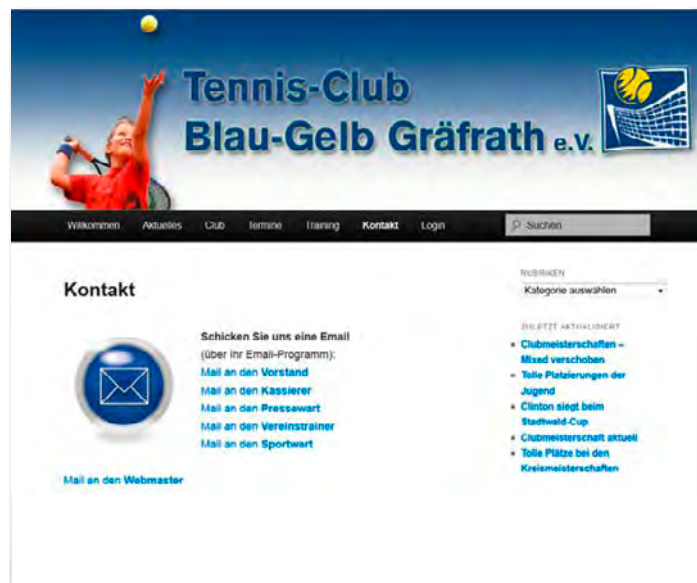 Tennis-Club
Blau-Gelb Gräfrath e.V.
Willkommen Aktuelles Club Termine Training Kontakt Login Suchen
Kontakt
Schicken Sie uns eine Email
(über Ihr Email-Programm):
Mail an den Vorstand
Mail an den Kassierer
Mail an den Pressewart
Mail an den Vereinstrainer
Mail an den Sportwart
Mail an den Webmaster
RUBRIKEN
Kategorie auswählen
ZULETZT AKTUALISIERT
Clubmeisterschaften –
Mixed verschoben
Tolle Platzierungen der
Jugend
Clinton siegt beim
Stadtwald-Cup
Clubmeisterschaft aktuell
Tolle Plätze bei den
Kreismeisterschaften